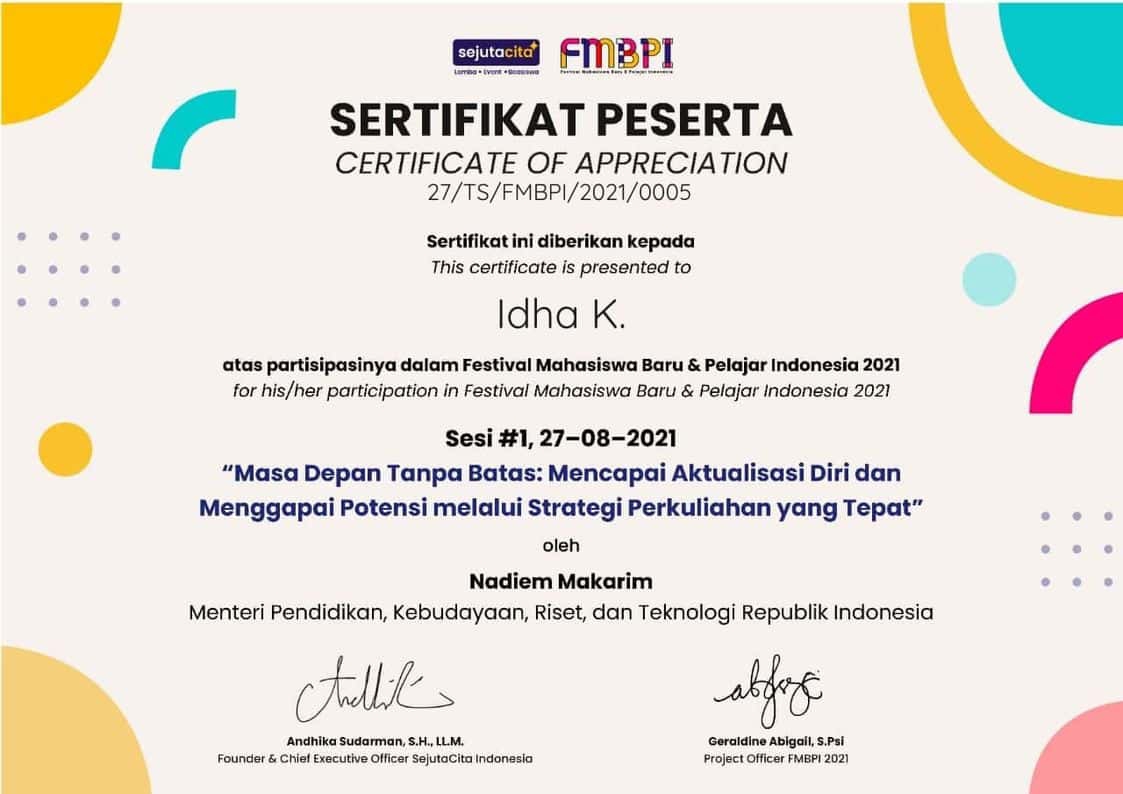 sejutacita
Lomba • Event • Beasiswa
FMBPI
Festival Mahasiswa Baru & Pelajar Indonesia
SERTIFIKAT PESERTA
CERTIFICATE OF APPRECIATION
27/TS/FMBPI/2021/0005
Sertifikat ini diberikan kepada
This certificate is presented to
Idha K.
atas partisipasinya dalam Festival Mahasiswa Baru & Pelajar Indonesia 2021
for his/her participation in Festival Mahasiswa Baru & Pelajar Indonesia 2021
Sesi #1, 27–08–2021
“Masa Depan Tanpa Batas: Mencapai Aktualisasi Diri dan
Menggapai Potensi melalui Strategi Perkuliahan yang Tepat”
oleh
Nadiem Makarim
Menteri Pendidikan, Kebudayaan, Riset, dan Teknologi Republik Indonesia
Andhika Sudarman, S.H., LL.M.
Founder & Chief Executive Officer SejutaCita Indonesia
Geraldine Abigail, S.Psi
Project Officer FMBPI 2021